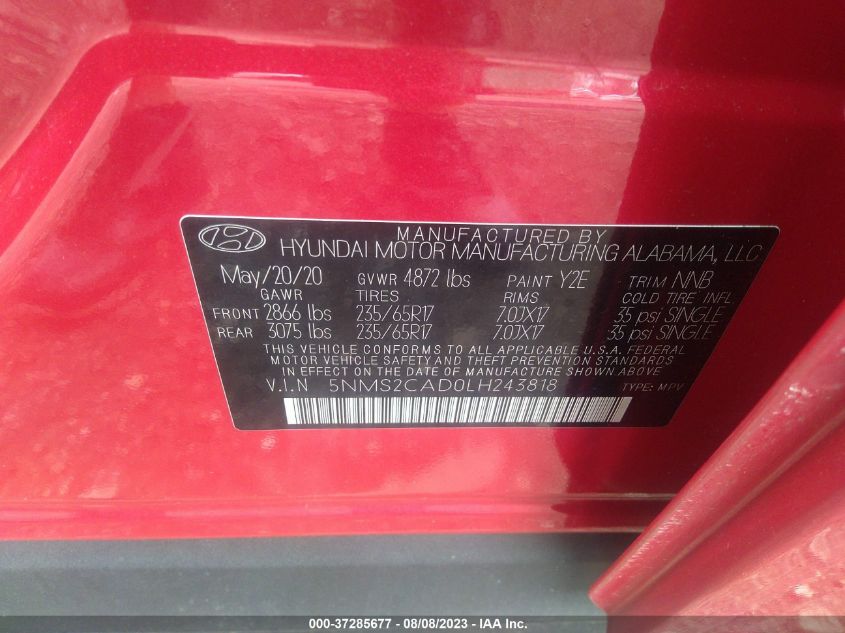 MANUFACTURED BY
HYUNDAI MOTOR MANUFACTURING ALABAMA, LLC
May/20/20 GVWR 4872 lbs PAINT Y2E TRIM NNB
GAWR TIRES RIMS COLD TIRE INFL
FRONT 2866 lbs 235/65R17 7.0JX17 35 psi SINGLE
REAR 3075 lbs 235/65R17 7.0JX17 35 psi SINGLE
THIS VEHICLE CONFORMS TO ALL APPLICABLE U.S.A. FEDERAL
MOTOR VEHICLE SAFETY AND THEFT PREVENTION STANDARDS
IN EFFECT ON THE DATE OF MANUFACTURE SHOWN ABOVE.
V.I.N 5NMS2CAD0LH243818 TYPE: MPV
000-37285677 - 08/08/2023 - IAA Inc.